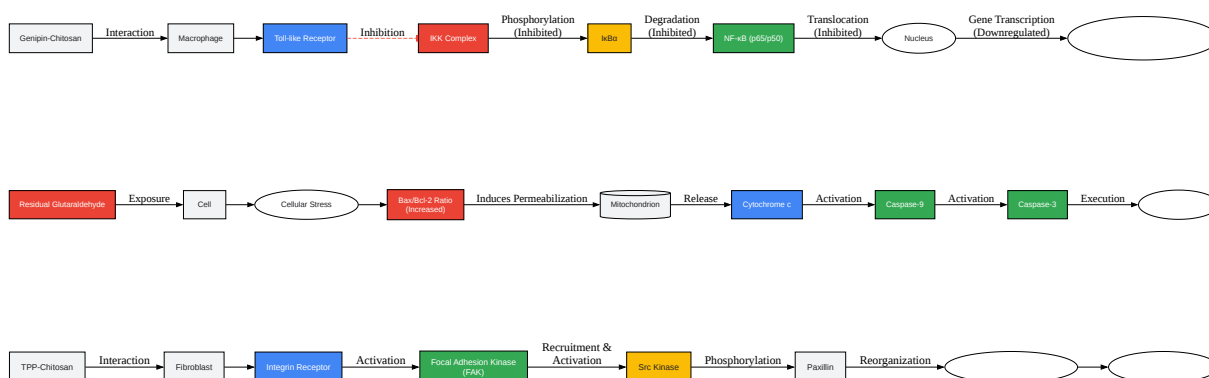 Genipin-Chitosan
Interaction
Macrophage
Toll-like Receptor
Inhibition
IKK Complex
Phosphorylation
(Inhibited)
IκBα
Degradation
(Inhibited)
NF-κB (p65/p50)
Translocation
(Inhibited)
Nucleus
Gene Transcription
(Downregulated)
Residual Glutaraldehyde
Exposure
Cell
Cellular Stress
Bax/Bcl-2 Ratio
(Increased)
Induces Permeabilization
Mitochondrion
Release
Cytochrome c
Activation
Caspase-9
Activation
Caspase-3
Execution
TPP-Chitosan
Interaction
Fibroblast
Integrin Receptor
Activation
Focal Adhesion Kinase
(FAK)
Recruitment &
Activation
Src Kinase
Phosphorylation
Paxillin
Reorganization